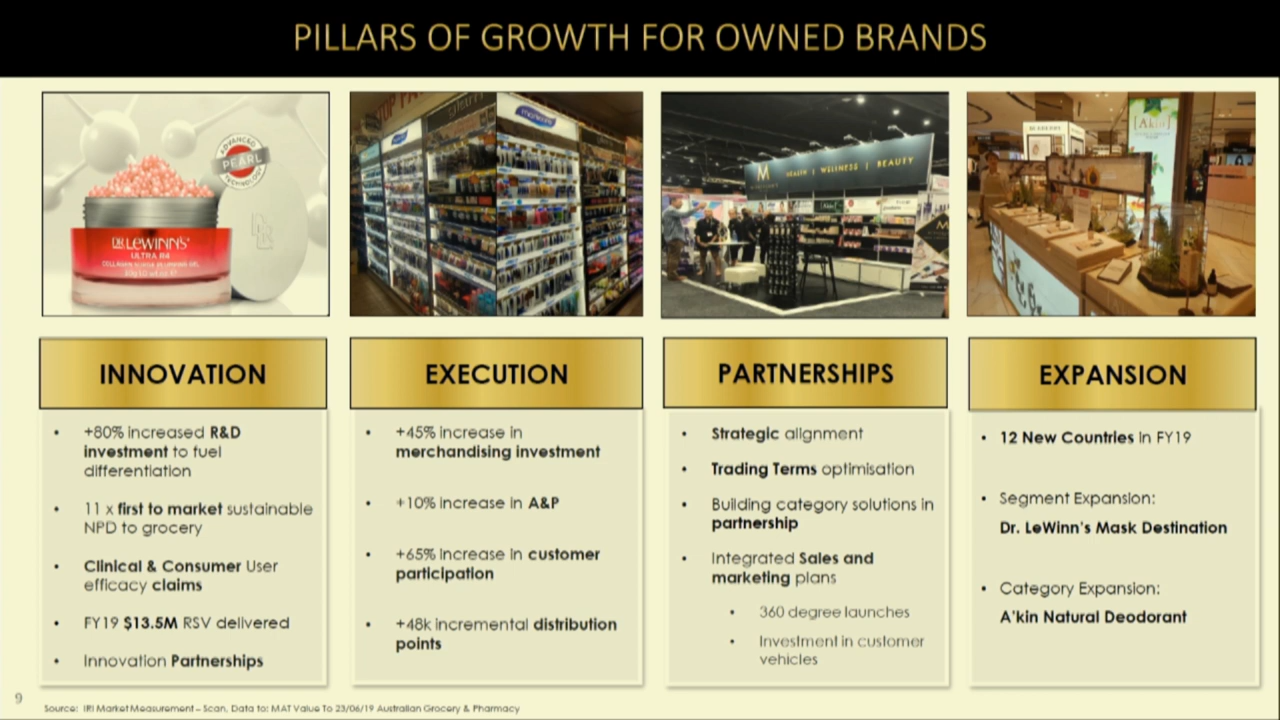 PILLARS OF GROWTH FOR OWNED BRANDS
ADVANCED
PEARL
TECHNOLOGY
DR. LEWINN'S
ULTRA R4
HEALTH | WELLNESS | BEAUTY
M
[A'kin]
BURBERRY
INNOVATION
• +80% increased R&D
investment to fuel
differentiation
• 11 x first to market sustainable
NPD to grocery
• Clinical & Consumer User
efficacy claims
• FY19 $13.5M RSV delivered
• Innovation Partnerships
EXECUTION
• +45% increase in
merchandising investment
• +10% increase in A&P
• +65% increase in customer
participation
• +48k incremental distribution
points
PARTNERSHIPS
• Strategic alignment
• Trading Terms optimisation
• Building category solutions in
partnership
• Integrated Sales and
marketing plans
• 360 degree launches
• Investment in customer
vehicles
EXPANSION
• 12 New Countries in FY19
• Segment Expansion:
Dr. LeWinn's Mask Destination
• Category Expansion:
A'kin Natural Deodorant
9
Source: IRI Market Measurement – Scan, Data to: MAT Value To 23/06/19 Australian Grocery & Pharmacy